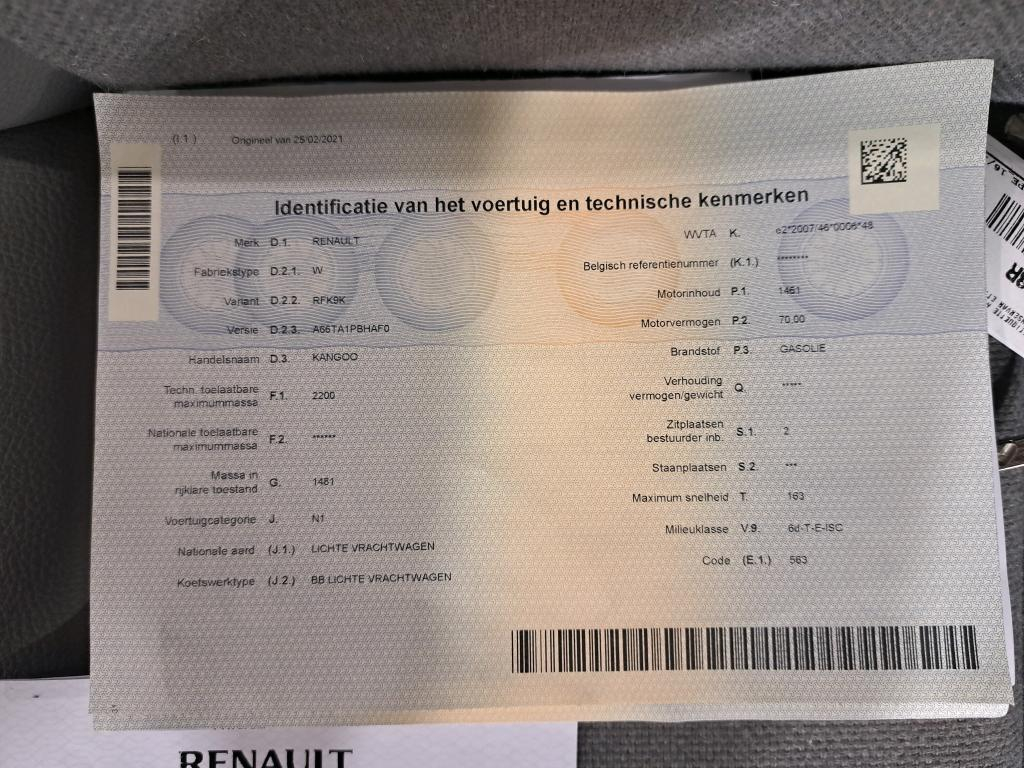 (I.1.) Origineel van 25/02/2021
Identificatie van het voertuig en technische kenmerken
Merk D.1. RENAULT
Fabriekstype D.2.1. W
Variant D.2.2. RFK9K
Versie D.2.3. A66TA1PBHAF0
Handelsnaam D.3. KANGOO
Techn. toelaatbare
maximummassa F.1. 2200
Nationale toelaatbare
maximummassa F.2. ******
Massa in
rijklare toestand G. 1481
Voertuigcategorie J. N1
Nationale aard (J.1.) LICHTE VRACHTWAGEN
Koetswerktype (J.2.) BB LICHTE VRACHTWAGEN
WVTA K. e2*2007/46*0006*48
Belgisch referentienummer (K.1.) ********
Motorinhoud P.1. 1461
Motorvermogen P.2. 70.00
Brandstof P.3. GASOLIE
Verhouding
vermogen/gewicht Q. *****
Zitplaatsen
bestuurder inb. S.1. 2
Staanplaatsen S.2. ***
Maximum snelheid T. 163
Milieuklasse V.9. 6d-T-E-ISC
Code (E.1.) 563
RENAULT